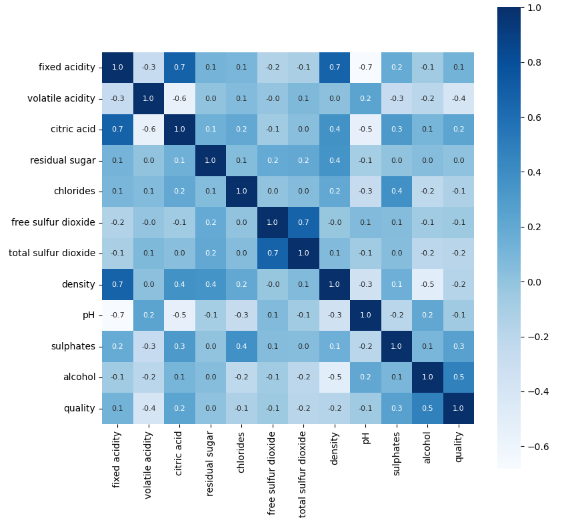 1.0
fixed acidity 1.0 -0.3 0.7 0.1 0.1 -0.2 -0.1 0.7 -0.7 0.2 -0.1 0.1
0.8
volatile acidity -0.3 1.0 -0.6 0.0 0.1 -0.0 0.1 0.0 0.2 -0.3 -0.2 -0.4
citric acid 0.7 -0.6 1.0 0.1 0.2 -0.1 0.0 0.4 -0.5 0.3 0.1 0.2
0.6
residual sugar 0.1 0.0 0.1 1.0 0.1 0.2 0.2 0.4 -0.1 0.0 0.0 0.0
0.4
chlorides 0.1 0.1 0.2 0.1 1.0 0.0 0.0 0.2 -0.3 0.4 -0.2 -0.1
free sulfur dioxide -0.2 -0.0 -0.1 0.2 0.0 1.0 0.7 -0.0 0.1 0.1 -0.1 -0.1
0.2
total sulfur dioxide -0.1 0.1 0.0 0.2 0.0 0.7 1.0 0.1 -0.1 0.0 -0.2 -0.2
density 0.7 0.0 0.4 0.4 0.2 -0.0 0.1 1.0 -0.3 0.1 -0.5 -0.2
0.0
pH -0.7 0.2 -0.5 -0.1 -0.3 0.1 -0.1 -0.3 1.0 -0.2 0.2 -0.1
−0.2
sulphates 0.2 -0.3 0.3 0.0 0.4 0.1 0.0 0.1 -0.2 1.0 0.1 0.3
alcohol -0.1 -0.2 0.1 0.0 -0.2 -0.1 -0.2 -0.5 0.2 0.1 1.0 0.5
−0.4
quality 0.1 -0.4 0.2 0.0 -0.1 -0.1 -0.2 -0.2 -0.1 0.3 0.5 1.0
−0.6
fixed acidity
volatile acidity
citric acid
residual sugar
chlorides
free sulfur dioxide
total sulfur dioxide
density
pH
sulphates
alcohol
quality